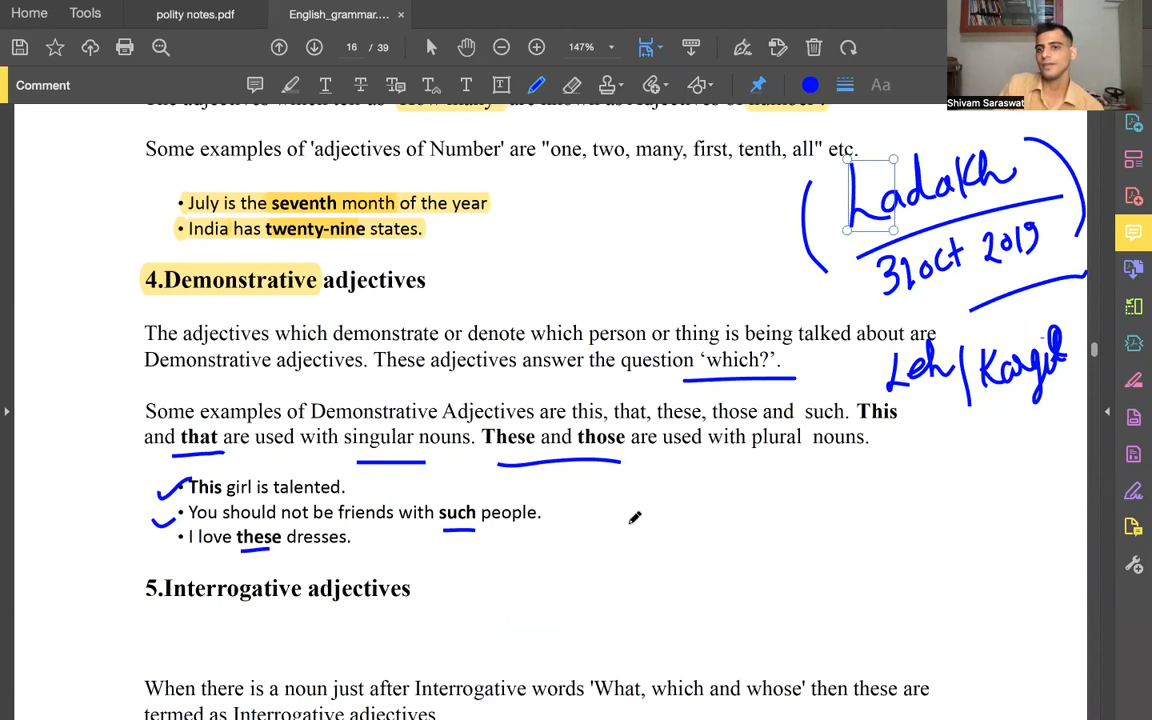 polity notes.pdf
English_grammar....
Home
Tools
16 / 39
147%
Comment
Aa
Shivam Saraswat
Some examples of 'adjectives of Number' are "one, two, many, first, tenth, all" etc.
• July is the seventh month of the year
• India has twenty-nine states.
Ladakh
31 Oct 2019
4.Demonstrative adjectives
The adjectives which demonstrate or denote which person or thing is being talked about are
Demonstrative adjectives. These adjectives answer the question ‘which?’.
Leh/Kargil
Some examples of Demonstrative Adjectives are this, that, these, those and such. This
and that are used with singular nouns. These and those are used with plural nouns.
• This girl is talented.
• You should not be friends with such people.
• I love these dresses.
5.Interrogative adjectives
When there is a noun just after Interrogative words 'What, which and whose' then these are
termed as Interrogative adjectives